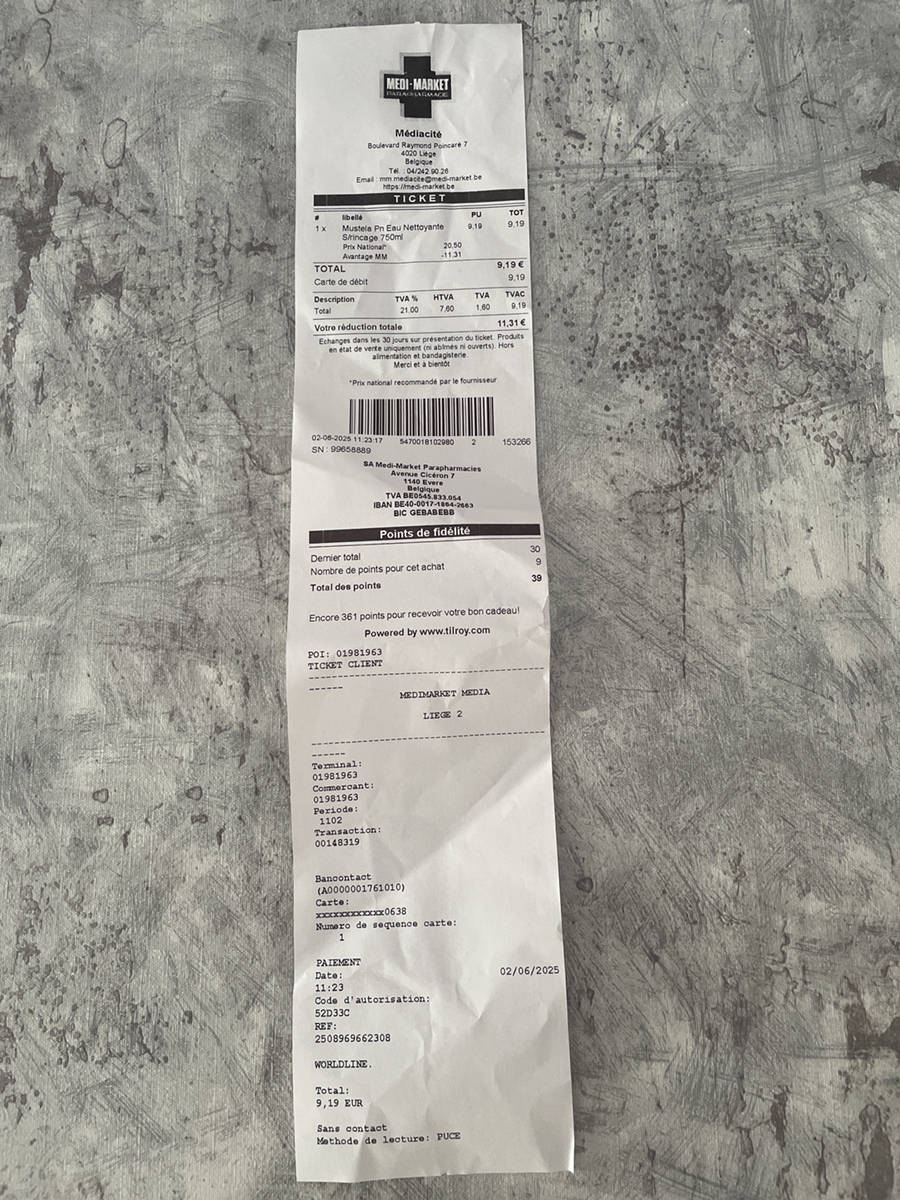 MEDI-MARKET
PARAPHARMACIE
Médiacité
Boulevard Raymond Poincaré 7
4020 Liège
Belgique
Tél. : 04/242.90.26
Email : mm.mediacite@medi-market.be
https://medi-market.be
TICKET
# libellé PU TOT
1 x Mustela Pn Eau Nettoyante 9,19 9,19
S/rincage 750ml
Prix National* 20,50
Avantage MM -11,31
TOTAL 9,19 €
Carte de débit 9,19
Description TVA % HTVA TVA TVAC
Total 21,00 7,60 1,60 9,19
Votre réduction totale 11,31 €
Echanges dans les 30 jours sur présentation du ticket. Produits
en état de vente uniquement (ni abîmés ni ouverts). Hors
alimentation et bandagisterie.
Merci et à bientôt
*Prix national recommandé par le fournisseur
02-06-2025 11:23:17 5470018102980 2 153266
SN : 99658889
SA Medi-Market Parapharmacies
Avenue Cicéron 7
1140 Evere
Belgique
TVA BE0545.833.054
IBAN BE40-0017-1864-2663
BIC GEBABEBB
Points de fidélité
Dernier total 30
Nombre de points pour cet achat 9
Total des points 39
Encore 361 points pour recevoir votre bon cadeau!
Powered by www.tilroy.com
POI: 01981963
TICKET CLIENT
MEDIMARKET MEDIA
LIEGE 2
Terminal:
01981963
Commercant:
01981963
Periode:
1102
Transaction:
00148319
Bancontact
(A0000001761010)
Carte:
xxxxxxxxxxxxx0638
Numero de sequence carte:
1
PAIEMENT
Date: 02/06/2025
11:23
Code d'autorisation:
52D33C
REF:
2508969662308
WORLDLINE.
Total:
9,19 EUR
Sans contact
Methode de lecture: PUCE